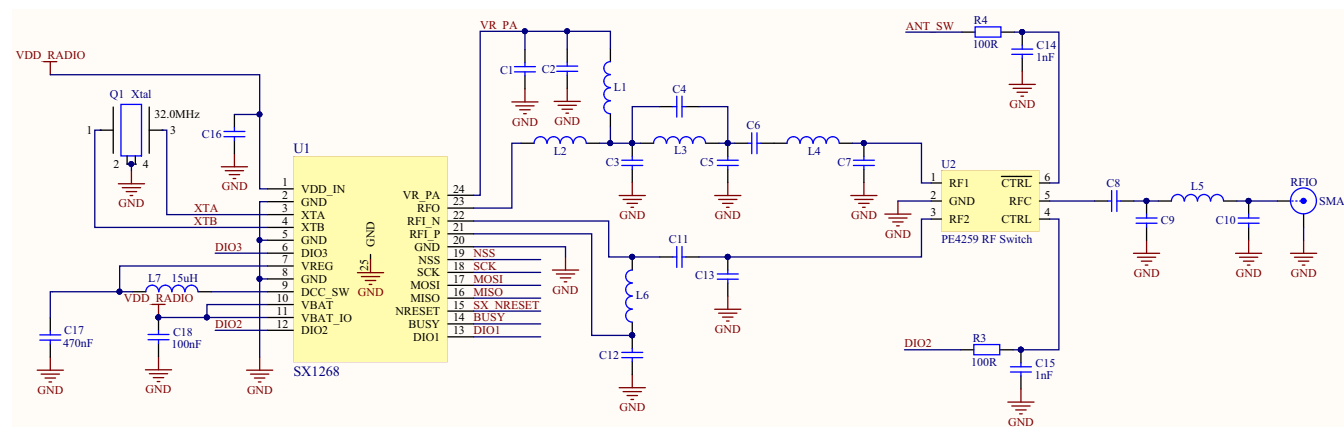 VDD_RADIO
Q1 Xtal
32.0MHz
1
3
2 4
GND
C16
GND
XTA
XTB
DIO3
L7 15uH
VDD_RADIO
DIO2
C17
470nF
GND
C18
100nF
GND
GND
U1
1 VDD_IN
2 GND
3 XTA
4 XTB
5 GND
6 DIO3
7 VREG
8 GND
9 DCC_SW
10 VBAT
11 VBAT_IO
12 DIO2
GND
25
GND
VR_PA 24
RFO 23
RFI_N 22
RFI_P 21
GND 20
NSS 19 NSS
SCK 18 SCK
MOSI 17 MOSI
MISO 16 MISO
NRESET 15 SX_NRESET
BUSY 14 BUSY
DIO1 13 DIO1
SX1268
GND
VR_PA
C1
GND
C2
GND
L1
L2
C4
C3
GND
L3
C5
GND
C6
L4
C7
GND
C11
L6
C13
GND
C12
GND
ANT_SW
R4
100R
C14
1nF
GND
U2
1 RF1 CTRL 6
2 GND RFC 5
3 RF2 CTRL 4
PE4259 RF Switch
GND
DIO2
R3
100R
C15
1nF
GND
C8
C9
GND
L5
C10
GND
RFIO
SMA
GND